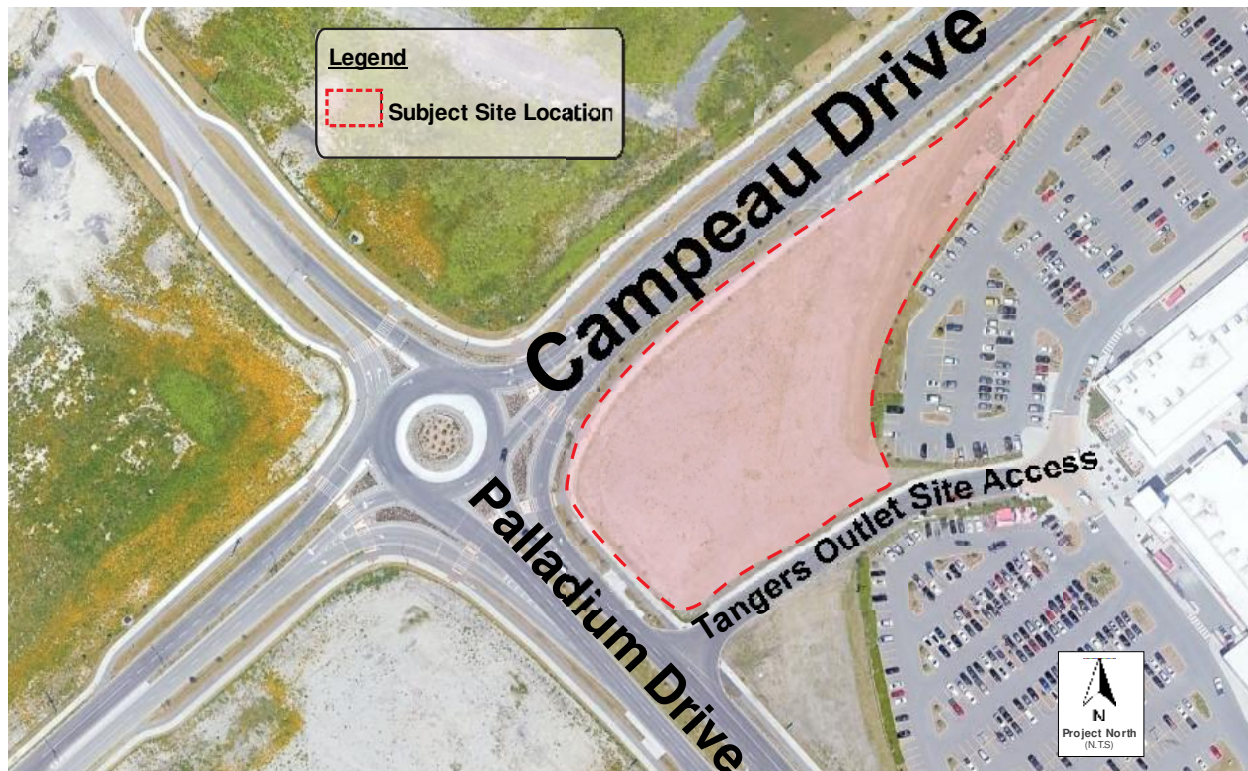 Legend
Subject Site Location
Campeau Drive
Palladium Drive
Tangers Outlet Site Access
N
Project North
(N.T.S)